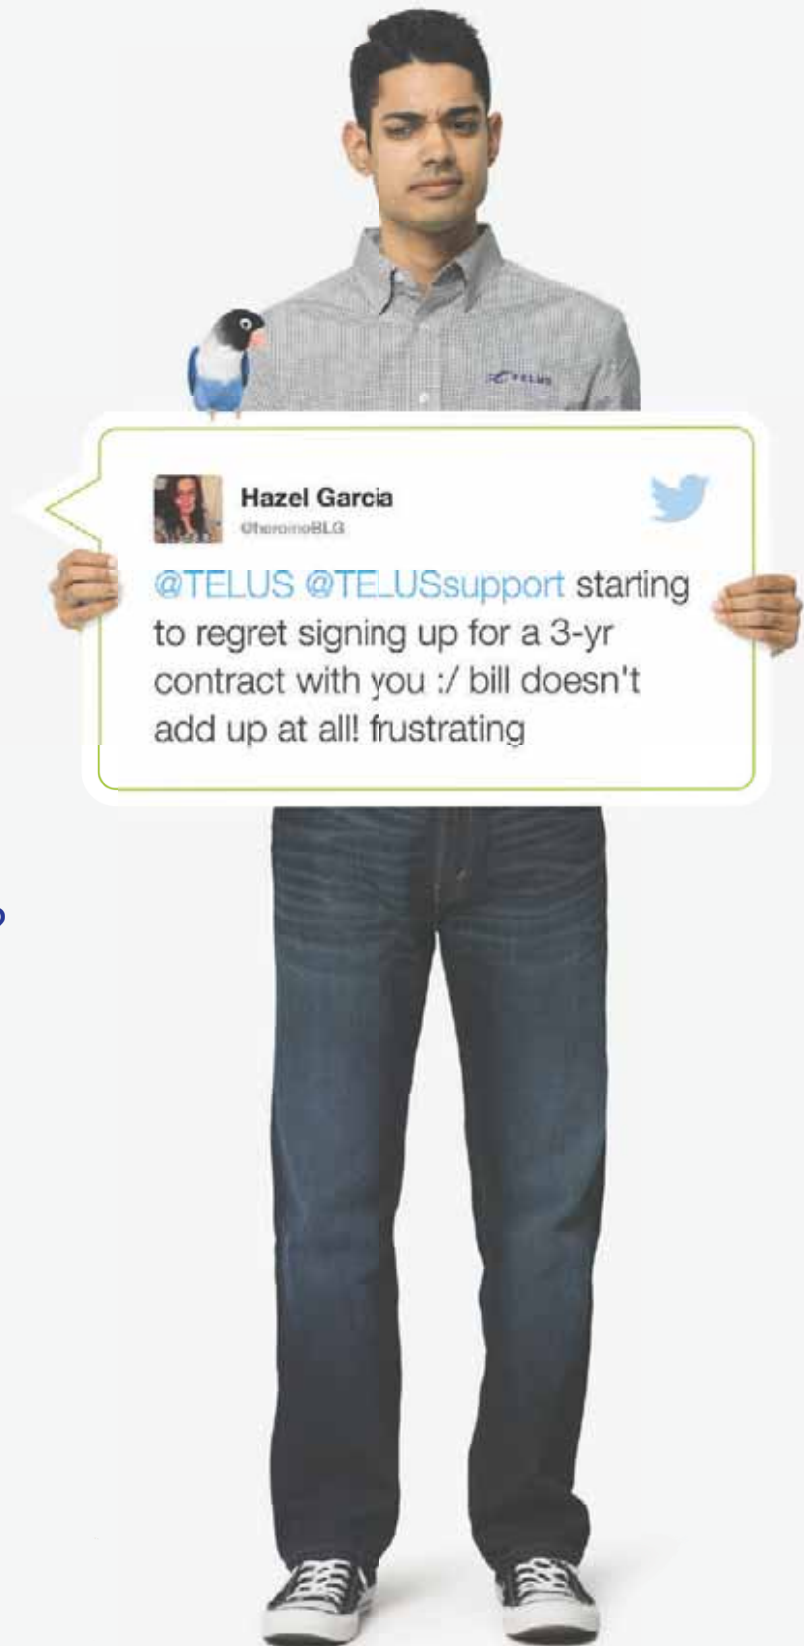 TELUS
Hazel Garcia
@TELUS @TELUSsupport starting
to regret signing up for a 3-yr
contract with you :/ bill doesn't
add up at all! frustrating